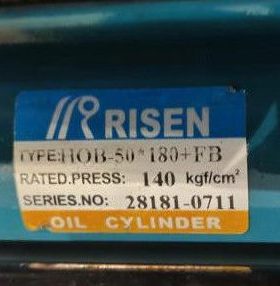 RISEN
TYPE:HOB-50*180+FB
RATED.PRESS: 140 kgf/cm²
SERIES.NO: 28181-0711
OIL CYLINDER